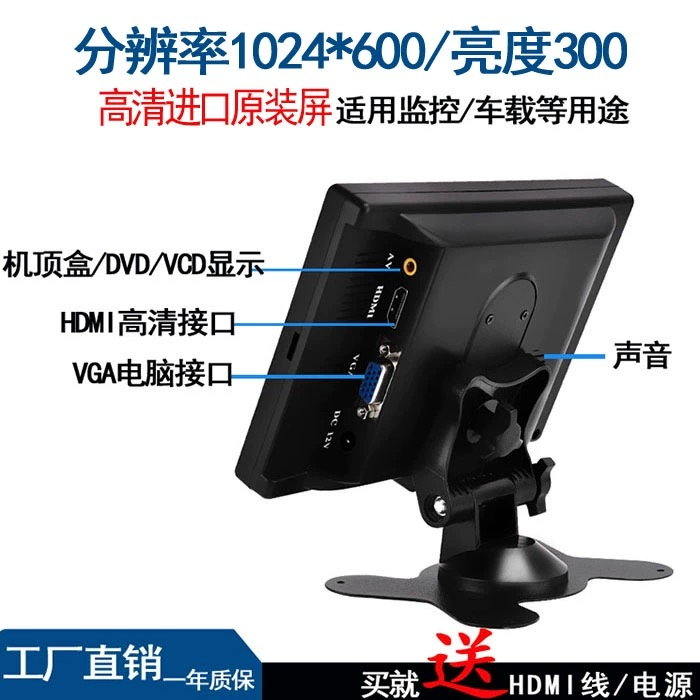 分辨率1024*600/亮度300
高清进口原装屏 适用监控/车载等用途
机顶盒/DVD/VCD显示
AV
HDMI高清接口
HDMI
VGA电脑接口
VGA
声音
DC 12V
工厂直销 一年质保
买就 送 HDMI线/电源